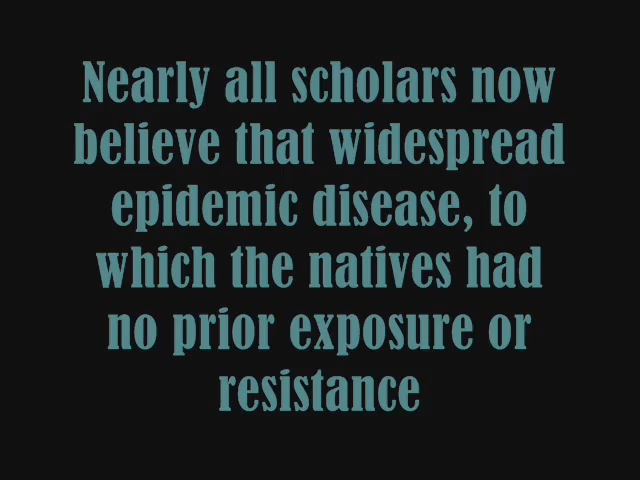 Nearly all scholars now
believe that widespread
epidemic disease, to
which the natives had
no prior exposure or
resistance